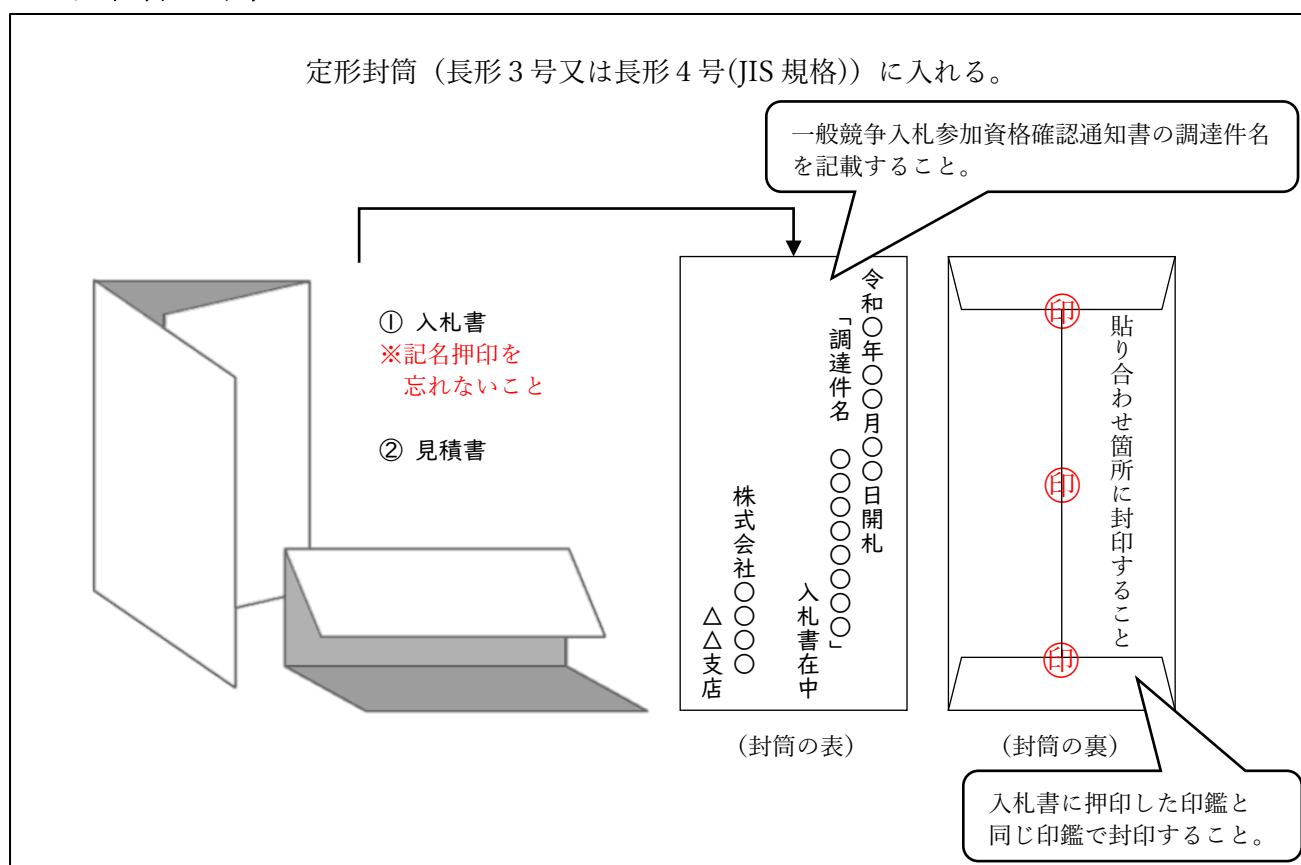 定形封筒（長形３号又は長形４号(JIS 規格)）に入れる。
一般競争入札参加資格確認通知書の調達件名
を記載すること。
① 入札書
※記名押印を
忘れないこと
② 見積書
令和〇年〇〇月〇〇日開札
「調達件名　〇〇〇〇〇〇〇〇」
入札書在中
株式会社〇〇〇〇
△△支店
印
印
印
貼り合わせ箇所に封印すること
（封筒の表）
（封筒の裏）
入札書に押印した印鑑と
同じ印鑑で封印すること。